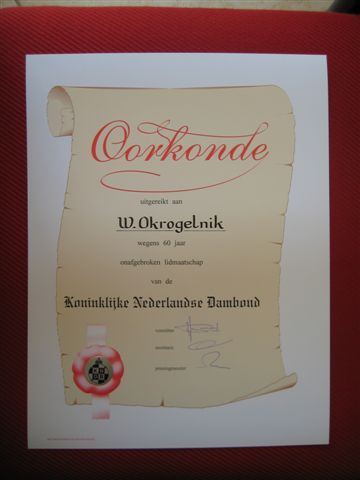 Oorkonde
uitgereikt aan
W. Okrogelnik
wegens 60 jaar
onafgebroken lidmaatschap
van de
Koninklijke Nederlandse Dambond
voorzitter
secretaris
penningmeester